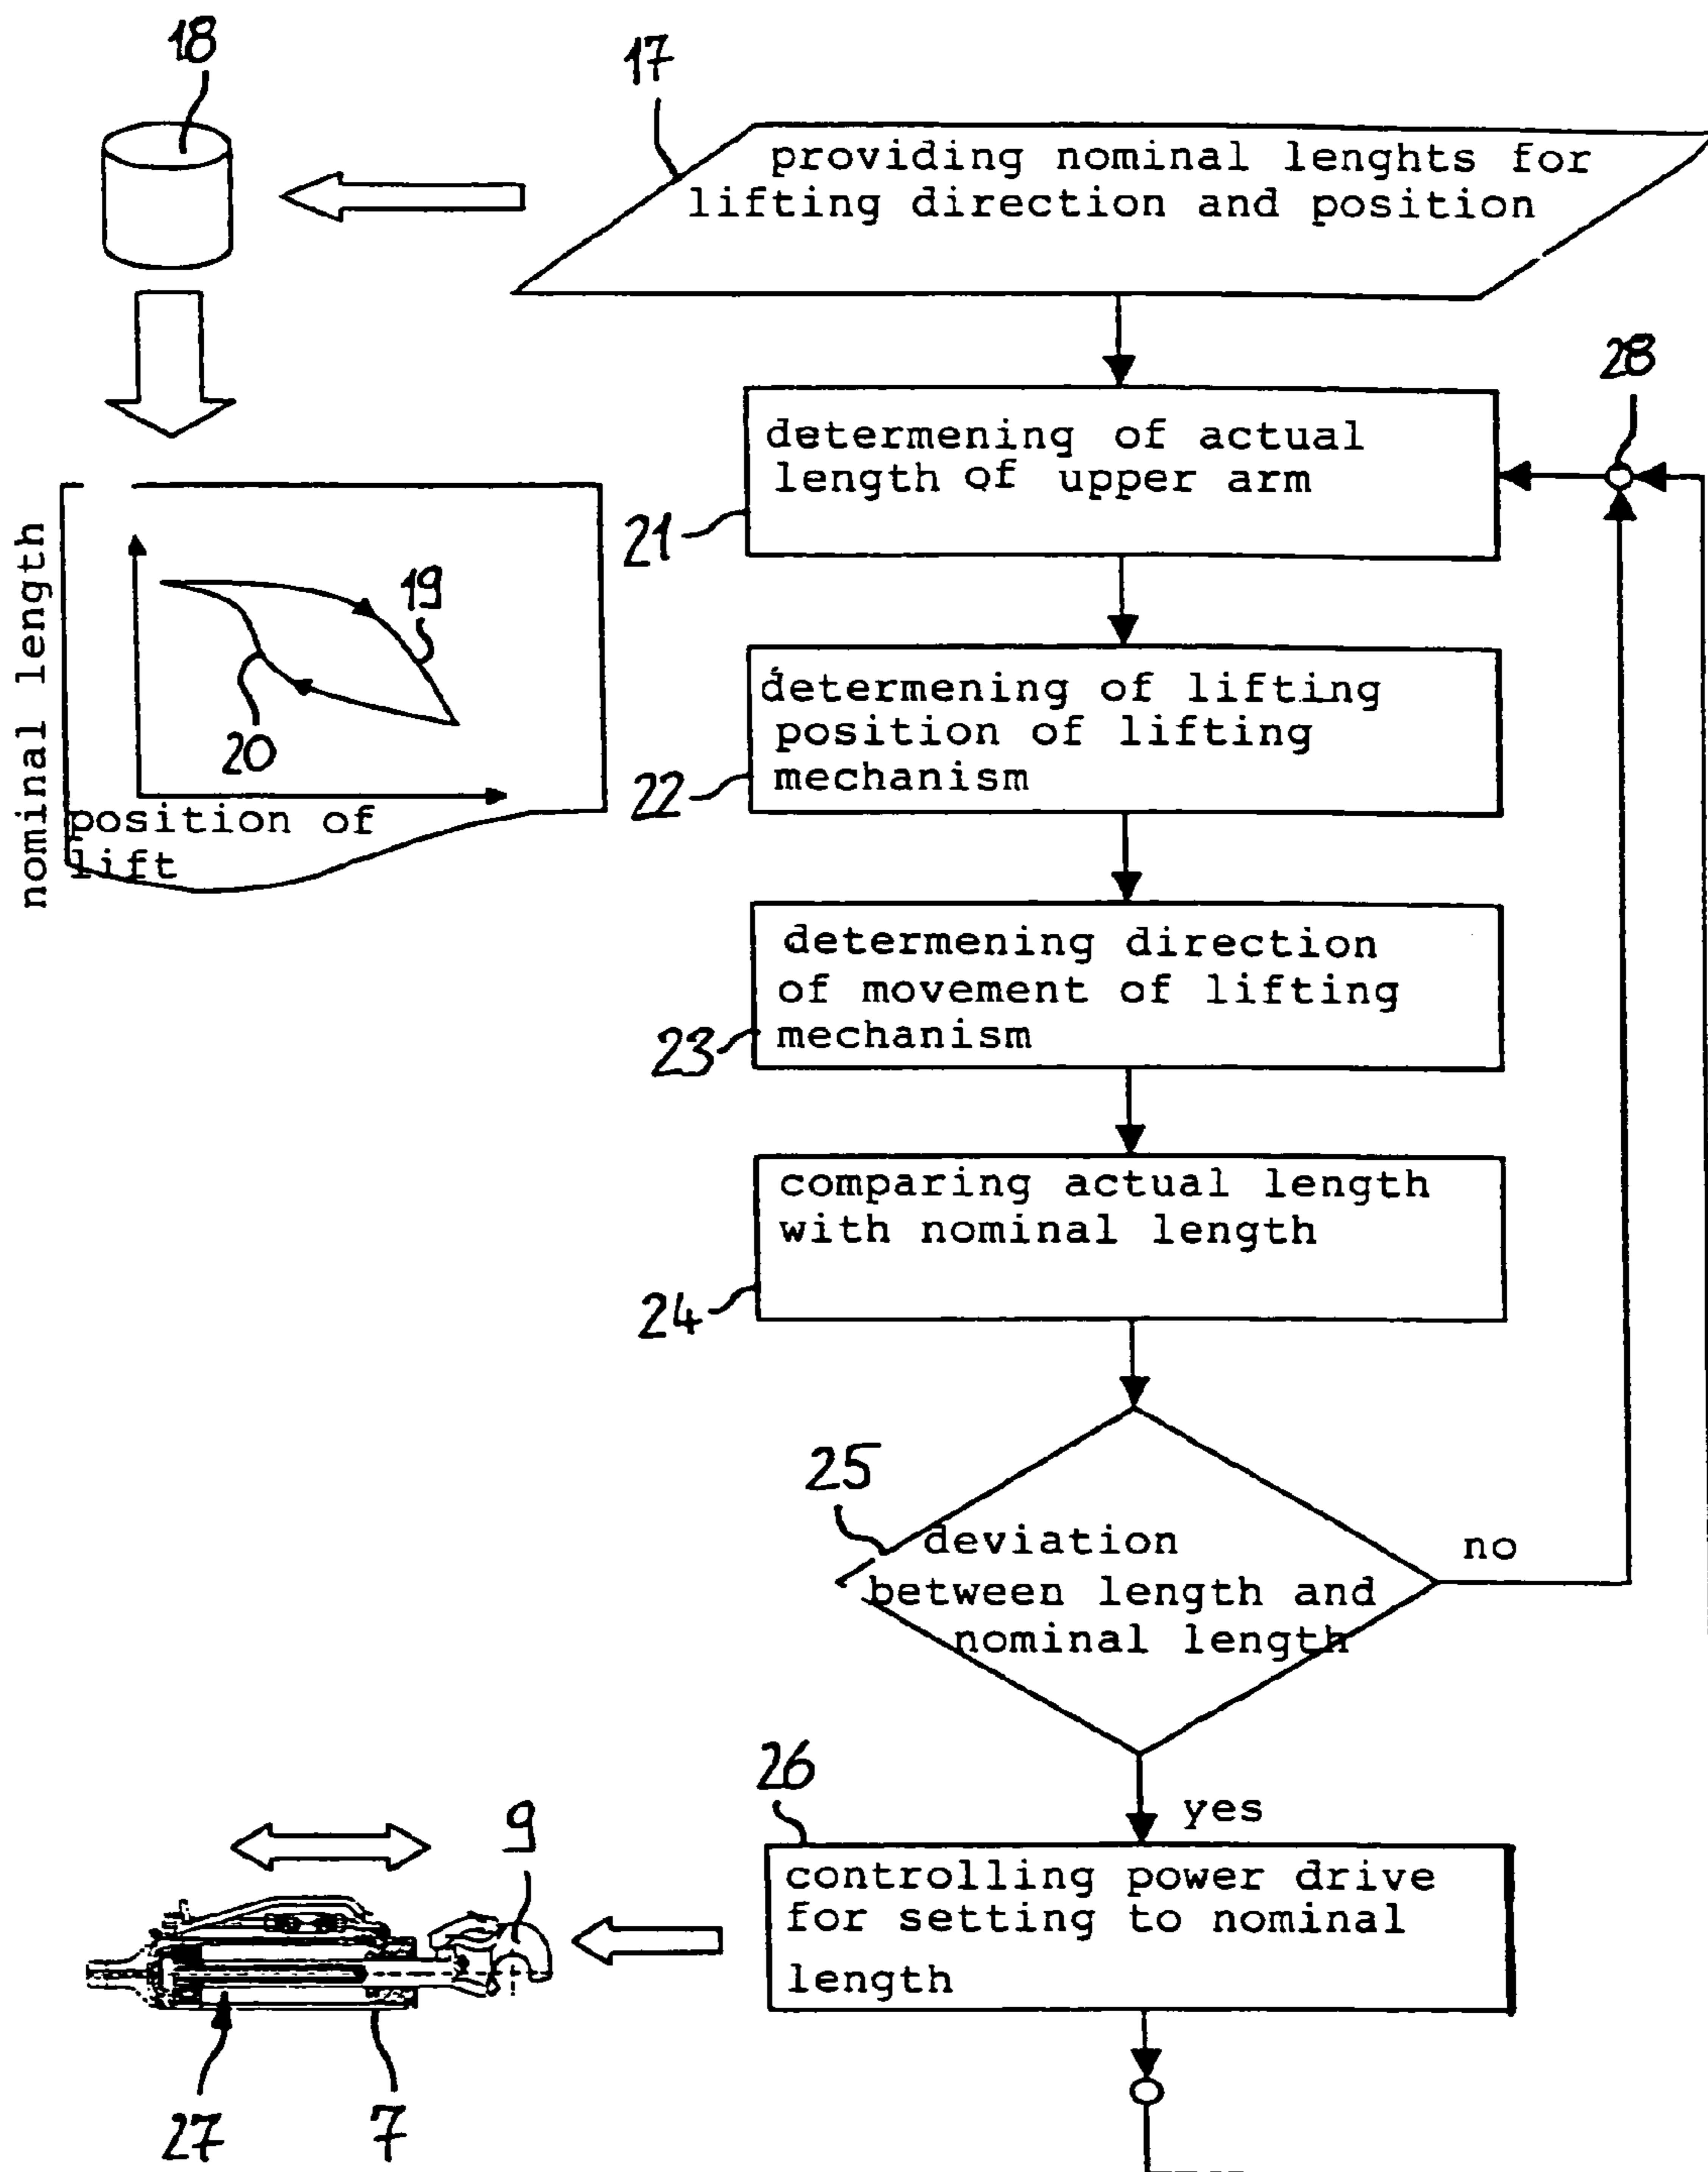 18
17
providing nominal lenghts for
lifting direction and position
28
determening of actual
length of upper arm
21
nominal length
19
20
position of
lift
determening of lifting
position of lifting
mechanism
22
determening direction
of movement of lifting
mechanism
23
comparing actual length
with nominal length
24
25
deviation
between length and
nominal length
no
yes
26
controlling power drive
for setting to nominal
length
9
27
7